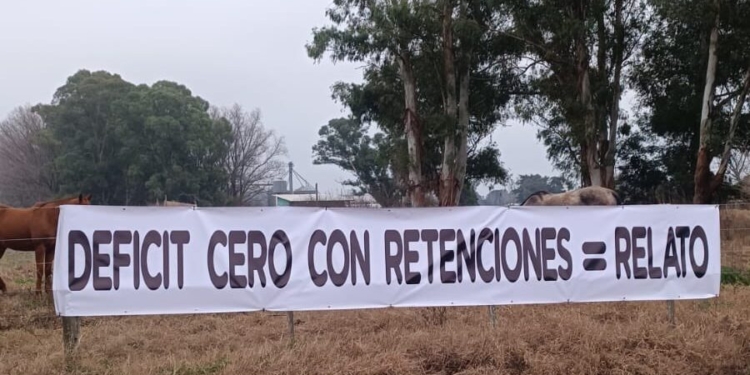 DEFICIT CERO CON RETENCIONES = RELATO